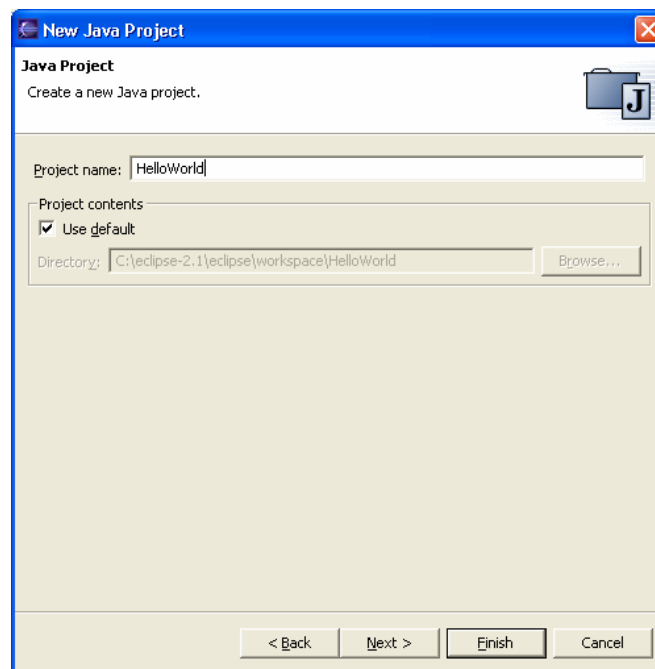 New Java Project
Java Project
Create a new Java project.
J
Project name: HelloWorld
Project contents
Use default
Directory: C:\eclipse-2.1\eclipse\workspace\HelloWorld Browse...
< Back Next > Finish Cancel